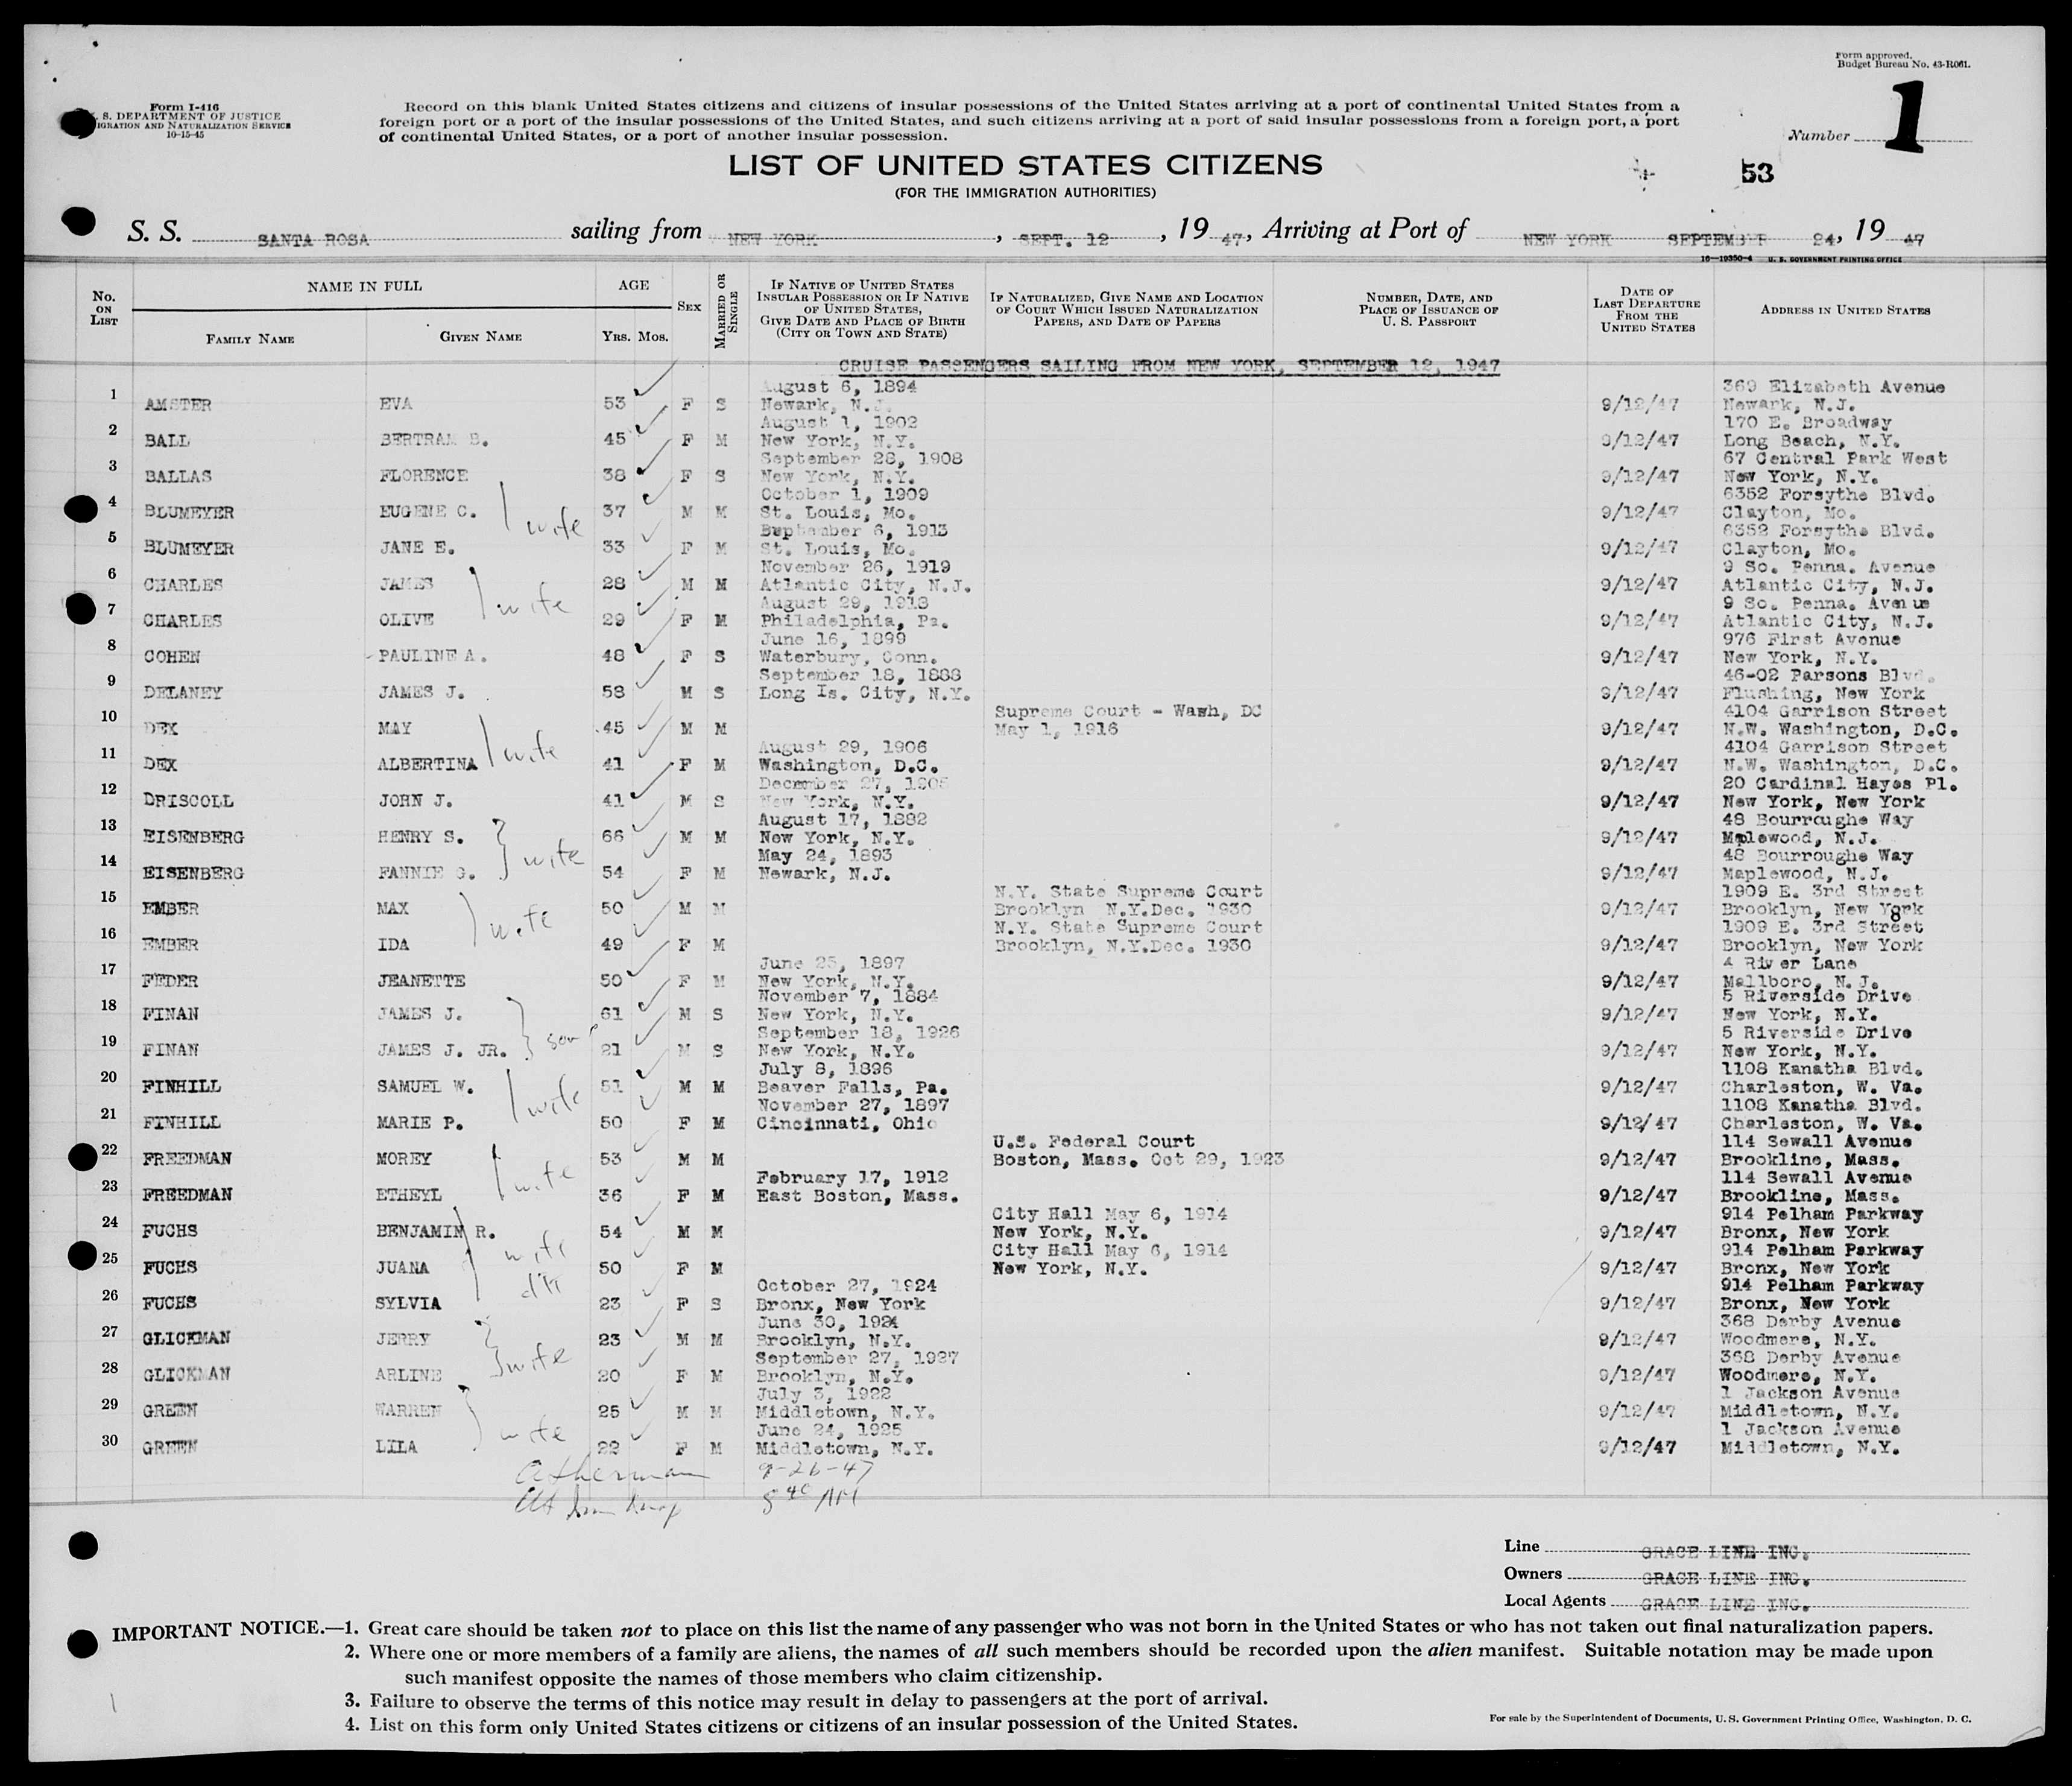 Form approved.
Budget Bureau No. 43-R061.
Form I-416
S. DEPARTMENT OF JUSTICE
IGRATION AND NATURALIZATION SERVICE
10-15-45
Record on this blank United States citizens and citizens of insular possessions of the United States arriving at a port of continental United States from a
foreign port or a port of the insular possessions of the United States, and such citizens arriving at a port of said insular possessions from a foreign port, a port
of continental United States, or a port of another insular possession.
Number 1
LIST OF UNITED STATES CITIZENS
53
(FOR THE IMMIGRATION AUTHORITIES)
S. S. SANTA ROSA sailing from NEW YORK, SEPT. 12, 19 47, Arriving at Port of NEW YORK SEPTEMBER 24, 19 47
16—19350-4 U. S. GOVERNMENT PRINTING OFFICE
No. ON LIST
NAME IN FULL
FAMILY NAME
GIVEN NAME
AGE
YRS. MOS.
SEX
MARRIED OR SINGLE
IF NATIVE OF UNITED STATES INSULAR POSSESSION OR IF NATIVE OF UNITED STATES, GIVE DATE AND PLACE OF BIRTH (CITY OR TOWN AND STATE)
IF NATURALIZED, GIVE NAME AND LOCATION OF COURT WHICH ISSUED NATURALIZATION PAPERS, AND DATE OF PAPERS
NUMBER, DATE, AND PLACE OF ISSUANCE OF U. S. PASSPORT
DATE OF LAST DEPARTURE FROM THE UNITED STATES
ADDRESS IN UNITED STATES
CRUISE PASSENGERS SAILING FROM NEW YORK, SEPTEMBER 12, 1947
August 6, 1894 369 Elizabeth Avenue
1 AMSTER EVA 53 F S Newark, N.J. 9/12/47 Newark, N.J.
August 1, 1902 170 E. Broadway
2 BALL BERTRAM B. 45 F M New York, N.Y. 9/12/47 Long Beach, N.Y.
September 28, 1908 67 Central Park West
3 BALLAS FLORENCE 38 F S New York, N.Y. 9/12/47 New York, N.Y.
October 1, 1909 6352 Forsythe Blvd.
4 BLUMEYER EUGENE C. wife 37 M M St. Louis, Mo. 9/12/47 Clayton, Mo.
September 6, 1913 6352 Forsythe Blvd.
5 BLUMEYER JANE E. 33 F M St. Louis, Mo. 9/12/47 Clayton, Mo.
November 26, 1919 9 So. Penna. Avenue
6 CHARLES JAMES wife 28 M M Atlantic City, N.J. 9/12/47 Atlantic City, N.J.
August 29, 1918 9 So. Penna. Avenue
7 CHARLES OLIVE 29 F M Philadelphia, Pa. 9/12/47 Atlantic City, N.J.
June 16, 1899 976 First Avenue
8 COHEN PAULINE A. 48 F S Waterbury, Conn. 9/12/47 New York, N.Y.
September 18, 1888 46-02 Parsons Blvd.
9 DELANEY JAMES J. 58 M S Long Is. City, N.Y. 9/12/47 Flushing, New York
Supreme Court - Wash, DC 4104 Garrison Street
10 DEX MAY wife 45 M M May 1, 1916 9/12/47 N.W. Washington, D.C.
August 29, 1906 4104 Garrison Street
11 DEX ALBERTINA 41 F M Washington, D.C. 9/12/47 N.W. Washington, D.C.
December 27, 20 Cardinal Hayes Pl.
12 DRISCOLL JOHN J. 41 M S New York, N.Y. 9/12/47 New York, New York
August 17, 1882 48 Bourroughe Way
13 EISENBERG HENRY S. wife 66 M M New York, N.Y. 9/12/47 Maplewood, N.J.
May 24, 1893 48 Bourroughe Way
14 EISENBERG FANNIE G. 54 F M Newark, N.J. 9/12/47 Maplewood, N.J.
N.Y. State Supreme Court 1909 E. 3rd Street
15 EMBER MAX wife 50 M M Brooklyn N.Y.Dec. 1930 9/12/47 Brooklyn, New York
8
N.Y. State Supreme Court 1909 E. 3rd Street
16 EMBER IDA 49 F M Brooklyn, N.Y.Dec. 1930 9/12/47 Brooklyn, New York
June 25, 1897 4 River Lane
17 FEDER JEANETTE 50 F M New York, N.Y. 9/12/47 Mallboro, N.J.
November 7, 1884 5 Riverside Drive
18 FINAN JAMES J. son 61 M S New York, N.Y. 9/12/47 New York, N.Y.
September 18, 1926 5 Riverside Drive
19 FINAN JAMES J. JR. 21 M S New York, N.Y. 9/12/47 New York, N.Y.
July 8, 1896 1108 Kanatha Blvd.
20 FINHILL SAMUEL W. wife 51 M M Beaver Falls, Pa. 9/12/47 Charleston, W. Va.
November 27, 1897 1108 Kanatha Blvd.
21 FINHILL MARIE P. 50 F M Cincinnati, Ohio 9/12/47 Charleston, W. Va.
U.S. Federal Court 114 Sewall Avenue
22 FREEDMAN MOREY wife 53 M M Boston, Mass. Oct 29, 1923 9/12/47 Brookline, Mass.
February 17, 1912 114 Sewall Avenue
23 FREEDMAN ETHEYL 36 F M East Boston, Mass. 9/12/47 Brookline, Mass.
City Hall May 6, 1914 914 Pelham Parkway
24 FUCHS BENJAMIN R. wife 54 M M New York, N.Y. 9/12/47 Bronx, New York
City Hall May 6, 1914 914 Pelham Parkway
25 FUCHS JUANA 50 F M New York, N.Y. 9/12/47 Bronx, New York
October 27, 1924 914 Pelham Parkway
26 FUCHS SYLVIA 23 F S Bronx, New York 9/12/47 Bronx, New York
June 30, 1924 368 Derby Avenue
27 GLICKMAN JERRY wife 23 M M Brooklyn, N.Y. 9/12/47 Woodmere, N.Y.
September 27, 1927 368 Derby Avenue
28 GLICKMAN ARLINE 20 F M Brooklyn, N.Y. 9/12/47 Woodmere, N.Y.
July 3, 1922 1 Jackson Avenue
29 GREEN WARREN wife 25 M M Middletown, N.Y. 9/12/47 Middletown, N.Y.
June 24, 1925 1 Jackson Avenue
30 GREEN LILA 22 F M Middletown, N.Y. 9/12/47 Middletown, N.Y.
9-26-47
8 40 AM
Line GRACE LINE INC.
Owners GRACE LINE INC.
Local Agents GRACE LINE INC.
IMPORTANT NOTICE.—1. Great care should be taken not to place on this list the name of any passenger who was not born in the United States or who has not taken out final naturalization papers.
2. Where one or more members of a family are aliens, the names of all such members should be recorded upon the alien manifest. Suitable notation may be made upon
such manifest opposite the names of those members who claim citizenship.
3. Failure to observe the terms of this notice may result in delay to passengers at the port of arrival.
4. List on this form only United States citizens or citizens of an insular possession of the United States.
For sale by the Superintendent of Documents, U. S. Government Printing Office, Washington, D. C.